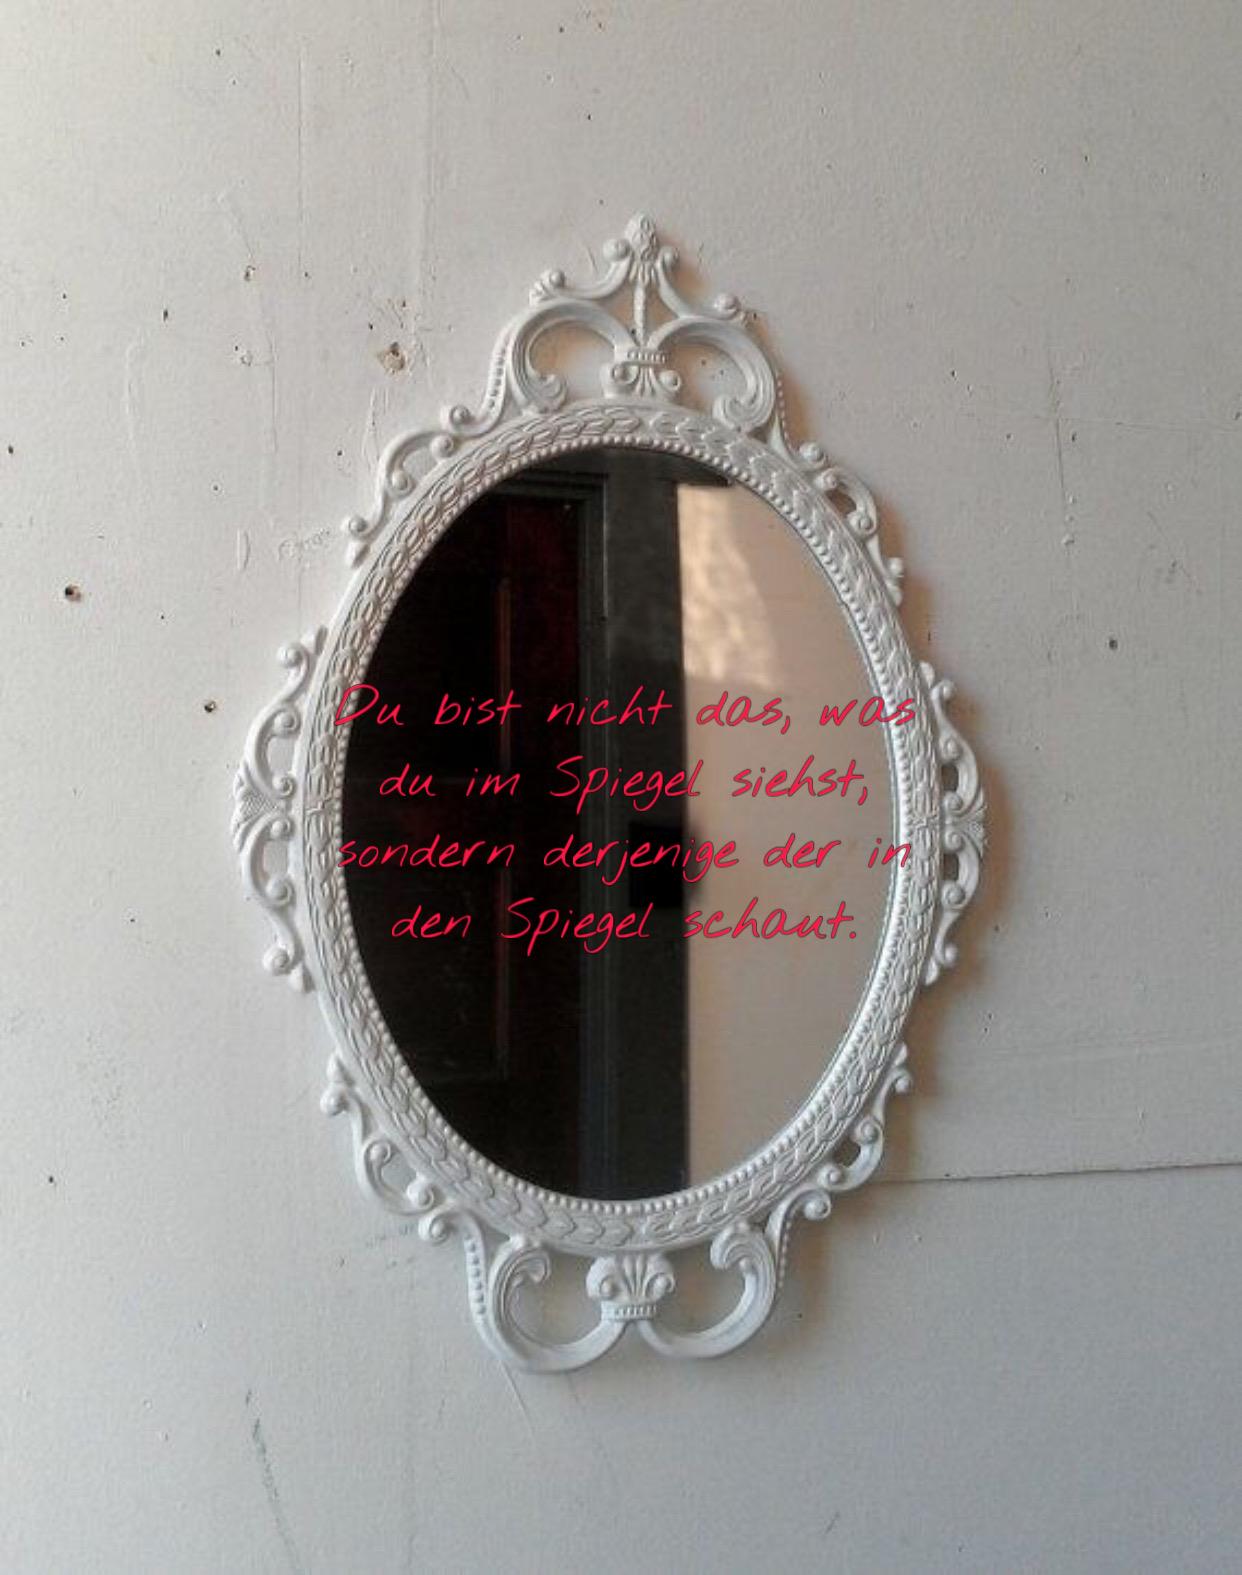 Du bist nicht das, was
du im Spiegel siehst,
sondern derjenige der in
den Spiegel schaut.